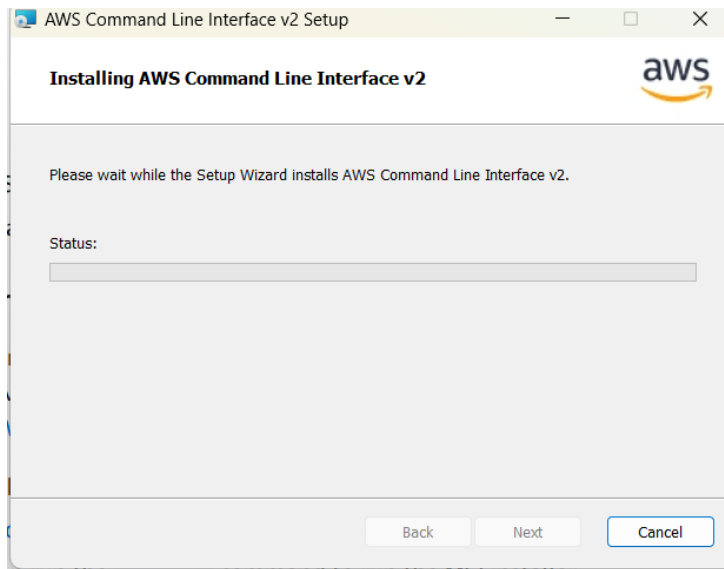 AWS Command Line Interface v2 Setup
Installing AWS Command Line Interface v2
aws
Please wait while the Setup Wizard installs AWS Command Line Interface v2.
Status:
Back Next Cancel